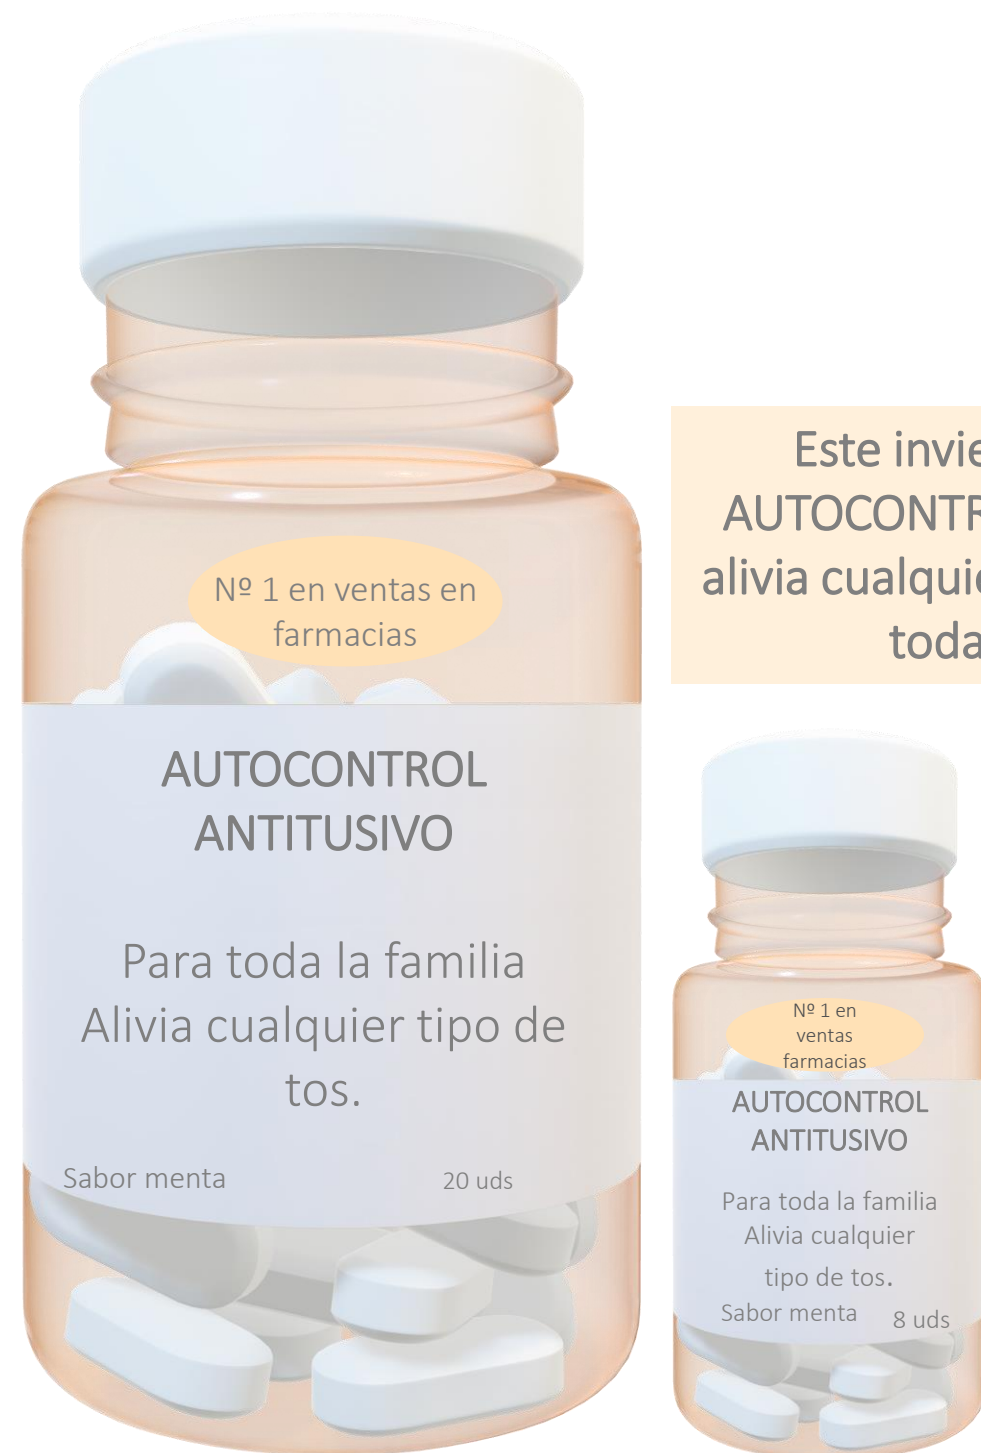 Nº 1 en ventas en
farmacias
AUTOCONTROL
ANTITUSIVO
Para toda la familia
Alivia cualquier tipo de
tos.
Sabor menta 20 uds
Este
AUTOCONTR
alivia
toda
Nº 1 en
ventas
farmacias
AUTOCONTROL
ANTITUSIVO
Para toda la familia
Alivia cualquier
tipo de tos.
Sabor menta 8 uds